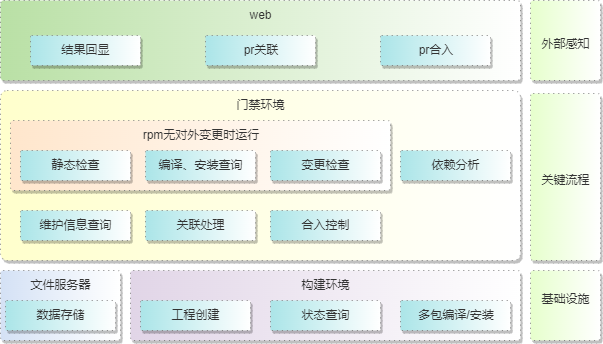 web
结果回显
pr关联
pr合入
外部感知
门禁环境
rpm无对外变更时运行
静态检查
编译、安装查询
变更检查
依赖分析
关键流程
维护信息查询
关联处理
合入控制
文件服务器
构建环境
基础设施
数据存储
工程创建
状态查询
多包编译/安装